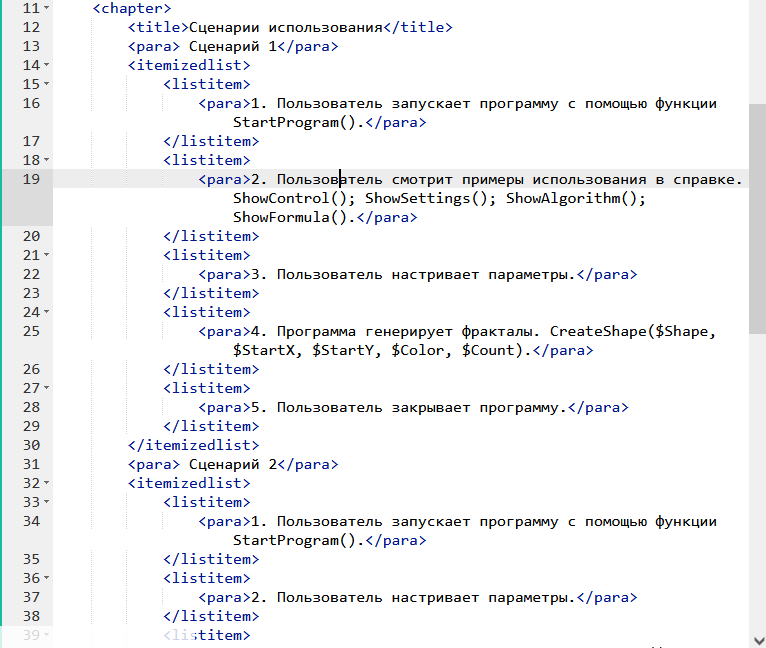 11 <chapter>
12 <title>Сценарии использования</title>
13 <para> Сценарий 1</para>
14 <itemizedlist>
15 <listitem>
16 <para>1. Пользователь запускает программу с помощью функции
StartProgram().</para>
17 </listitem>
18 <listitem>
19 <para>2. Пользователь смотрит примеры использования в справке.
ShowControl(); ShowSettings(); ShowAlgorithm();
ShowFormula().</para>
20 </listitem>
21 <listitem>
22 <para>3. Пользователь настривает параметры.</para>
23 </listitem>
24 <listitem>
25 <para>4. Программа генерирует фракталы. CreateShape($Shape,
$StartX, $StartY, $Color, $Count).</para>
26 </listitem>
27 <listitem>
28 <para>5. Пользователь закрывает программу.</para>
29 </listitem>
30 </itemizedlist>
31 <para> Сценарий 2</para>
32 <itemizedlist>
33 <listitem>
34 <para>1. Пользователь запускает программу с помощью функции
StartProgram().</para>
35 </listitem>
36 <listitem>
37 <para>2. Пользователь настривает параметры.</para>
38 </listitem>
39 <listitem>